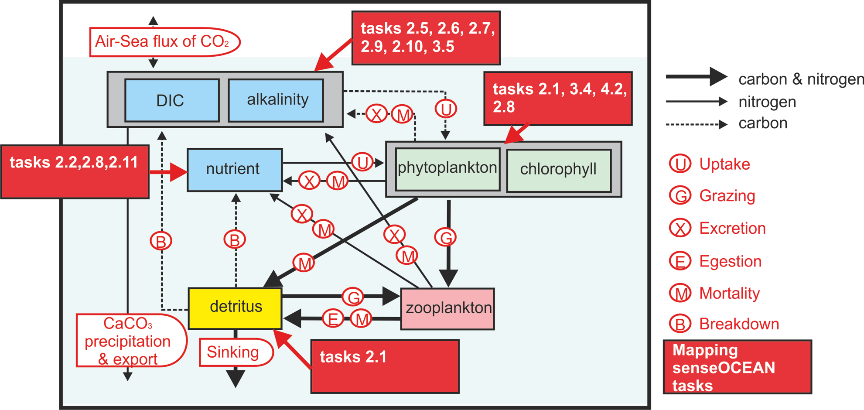 Air-Sea flux of CO₂
tasks 2.5, 2.6, 2.7,
2.9, 2.10, 3.5
DIC
alkalinity
tasks 2.1, 3.4, 4.2,
2.8
U
X M
tasks 2.2,2.8,2.11
nutrient
U
X M
phytoplankton
chlorophyll
X
M
X
M
G
B
B
M
detritus
G
E M
zooplankton
CaCO₃
precipitation
& export
Sinking
tasks 2.1
carbon & nitrogen
nitrogen
carbon
U Uptake
G Grazing
X Excretion
E Egestion
M Mortality
B Breakdown
Mapping
senseOCEAN
tasks